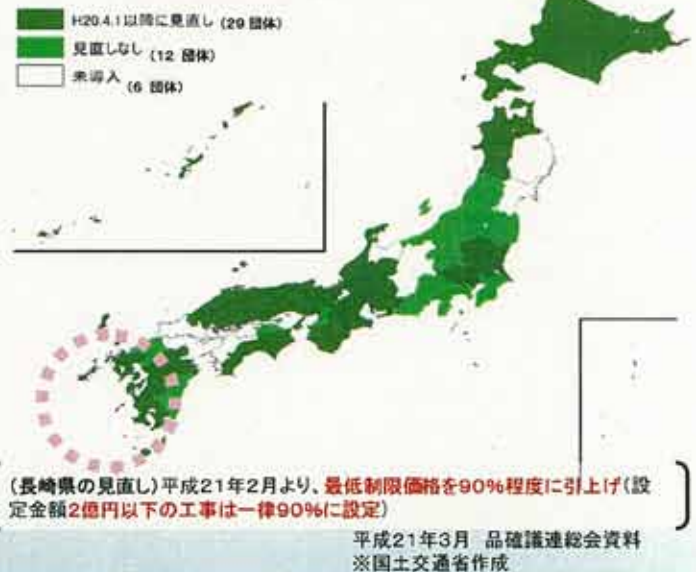 H20.4.1以降に見直し (29 団体)
見直しなし (12 団体)
未導入 (6 団体)
(長崎県の見直し)平成21年2月より、最低制限価格を90%程度に引上げ(設
定金額2億円以下の工事は一律90%に設定)
平成21年3月 品確議連総会資料
※国土交通省作成